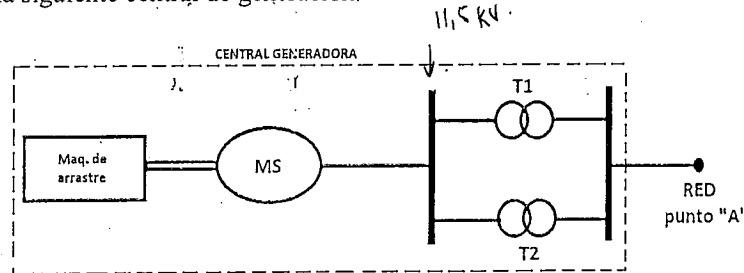 la siguiente central de generación.
11,5 kV.
CENTRAL GENERADORA
Maq. de
arrastre
MS
T1
T2
RED
punto "A"